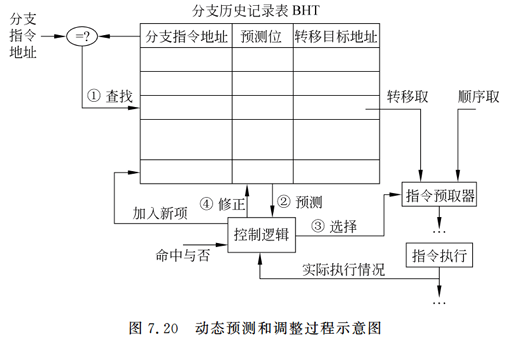 分支历史记录表BHT
分支
指令
地址
=?
分支指令地址
预测位
转移目标地址
① 查找
转移取
顺序取
加入新项
④ 修正
② 预测
③ 选择
指令预取器
…
控制逻辑
命中与否
实际执行情况
指令执行
…
图 7.20 动态预测和调整过程示意图